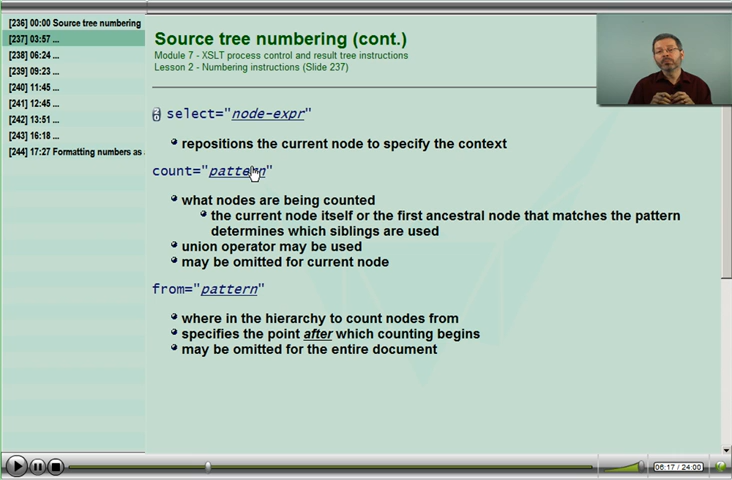 [236] 00:00 Source tree numbering
[237] 03:57 ...
[238] 06:24 ...
[239] 09:23 ...
[240] 11:45 ...
[241] 12:45 ...
[242] 13:51 ...
[243] 16:18 ...
[244] 17:27 Formatting numbers as
Source tree numbering (cont.)
Module 7 - XSLT process control and result tree instructions
Lesson 2 - Numbering instructions (Slide 237)
select="node-expr"
repositions the current node to specify the context
count="pattern"
what nodes are being counted
the current node itself or the first ancestral node that matches the pattern
determines which siblings are used
union operator may be used
may be omitted for current node
from="pattern"
where in the hierarchy to count nodes from
specifies the point after which counting begins
may be omitted for the entire document
06:17 / 24:00